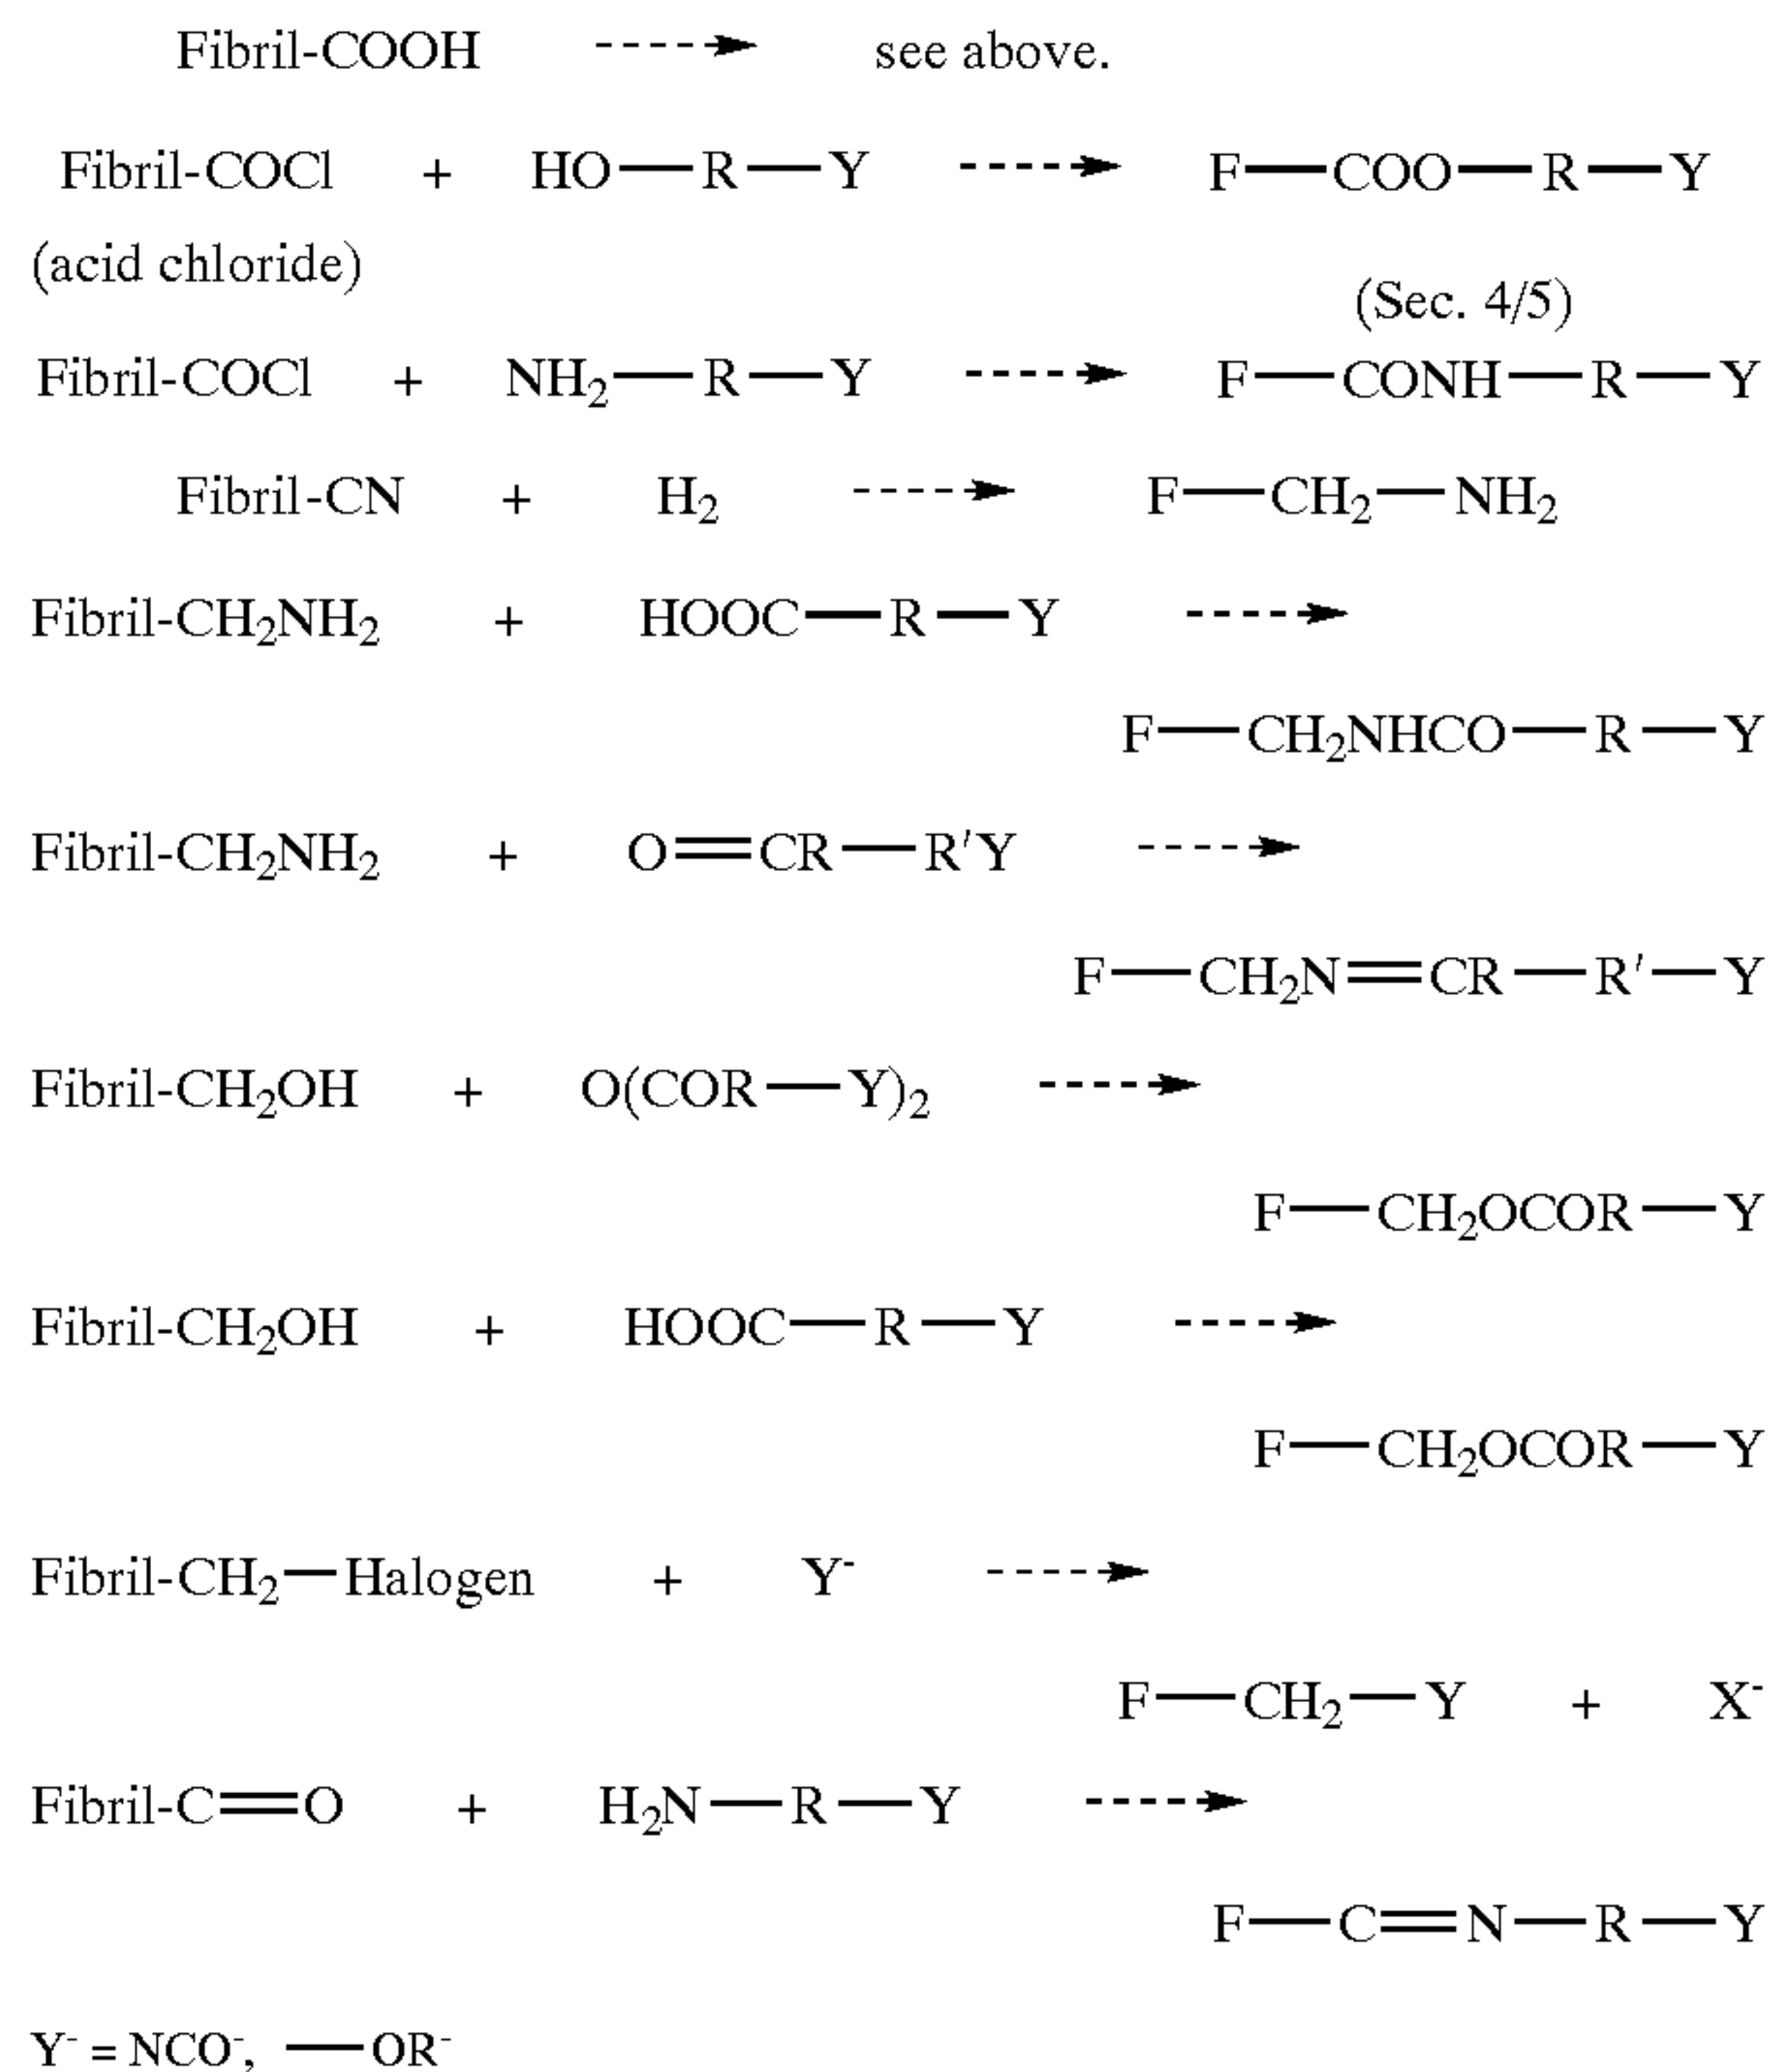 Fibril-COOH ----> see above.
Fibril-COCl + HO—R—Y ----> F—COO—R—Y
(acid chloride)
(Sec. 4/5)
Fibril-COCl + NH₂—R—Y ----> F—CONH—R—Y
Fibril-CN + H₂ ----> F—CH₂—NH₂
Fibril-CH₂NH₂ + HOOC—R—Y ---->
F—CH₂NHCO—R—Y
Fibril-CH₂NH₂ + O=CR—R'Y ---->
F—CH₂N=CR—R'—Y
Fibril-CH₂OH + O(COR—Y)₂ ---->
F—CH₂OCOR—Y
Fibril-CH₂OH + HOOC—R—Y ---->
F—CH₂OCOR—Y
Fibril-CH₂—Halogen + Y⁻ ---->
F—CH₂—Y + X⁻
Fibril-C=O + H₂N—R—Y ---->
F—C=N—R—Y
Y⁻ = NCO⁻, —OR⁻